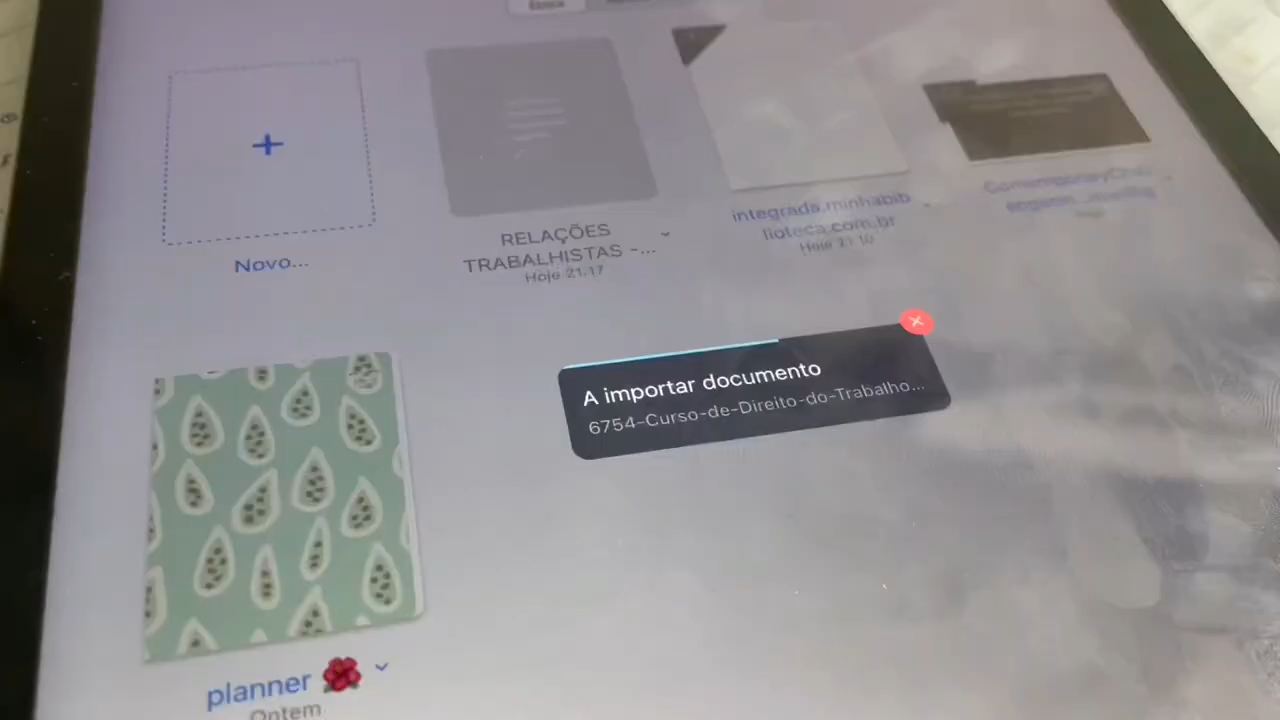 Novo...
RELAÇÕES
TRABALHISTAS -...
Hoje 21:17
integrada.minhabib
lioteca.com.br
Hoje 21:10
A importar documento
6754-Curso-de-Direito-do-Trabalho...
planner
Ontem